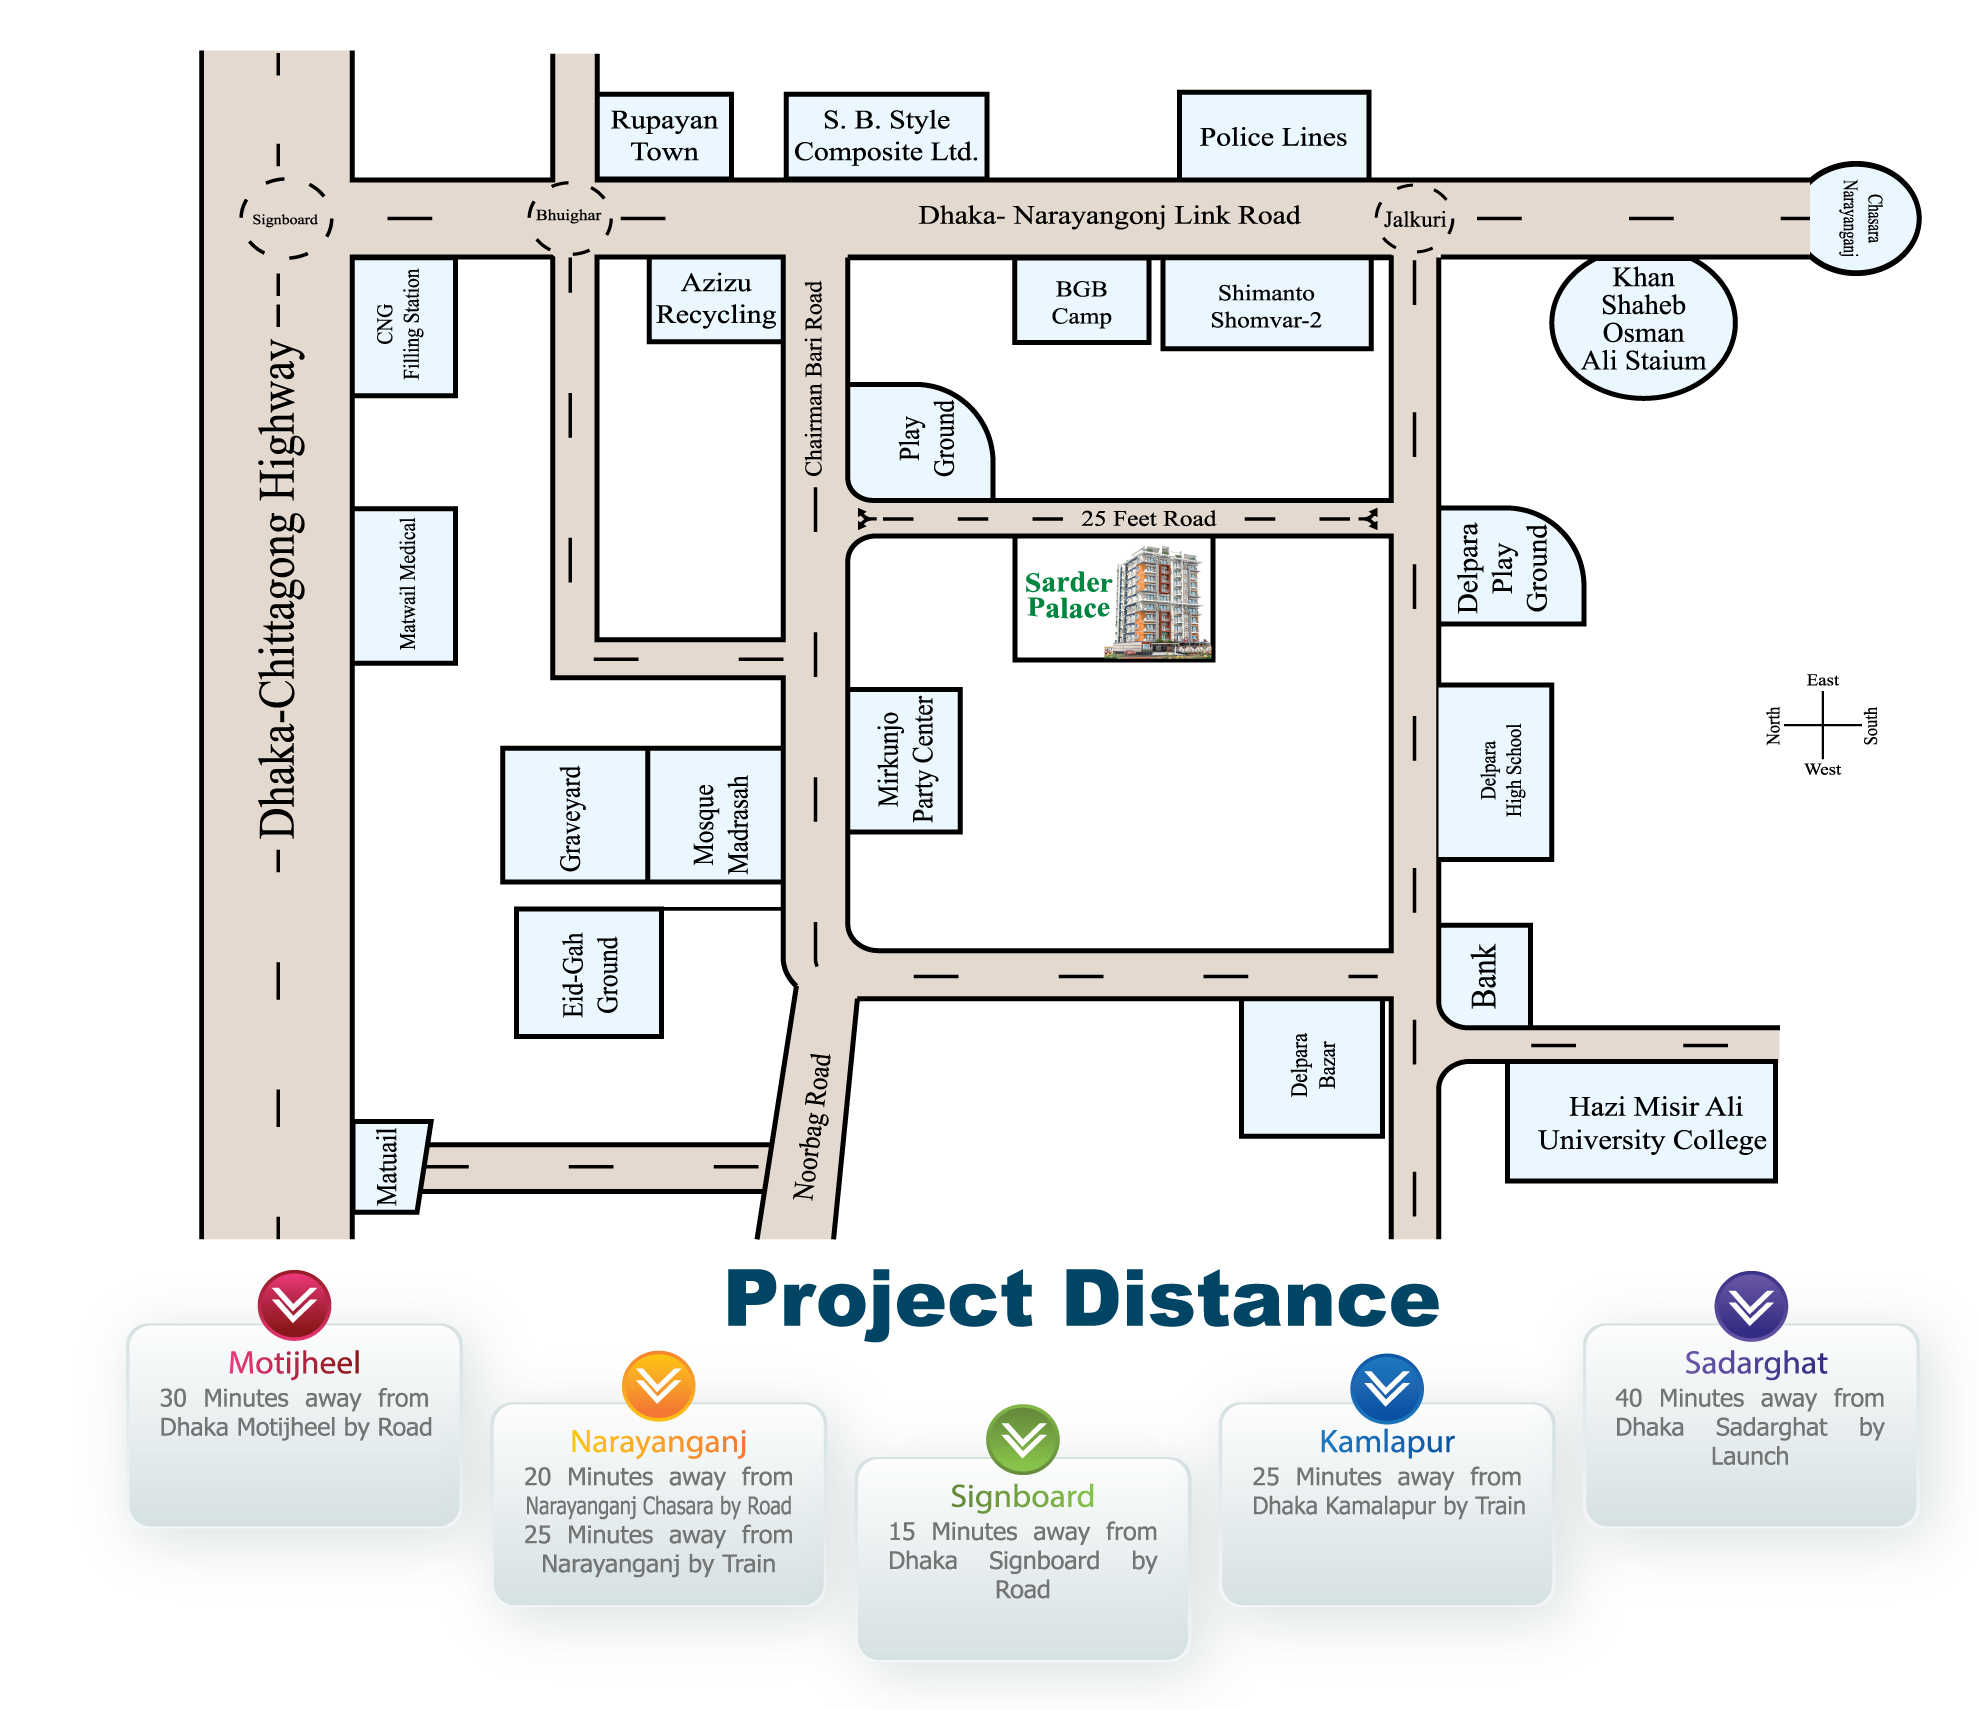 Rupayan
Town
S. B. Style
Composite Ltd.
Police Lines
Signboard
Bhuighar
Dhaka- Narayangonj Link Road
Jalkuri
Chasara
Narayanganj
CNG
Filling Station
Azizu
Recycling
Chairman Bari Road
BGB
Camp
Shimanto
Shomvar-2
Khan
Shaheb
Osman
Ali Staium
Dhaka-Chittagong Highway
Play
Ground
Matwail Medical
25 Feet Road
Sarder
Palace
Delpara
Play
Ground
East
North
South
West
Mirkunjo
Party Center
Delpara
High School
Graveyard
Mosque
Madrasah
Eid-Gah
Ground
Bank
Noorbag Road
Delpara
Bazar
Hazi Misir Ali
University College
Matuail
Project Distance
Motijheel
30 Minutes away from
Dhaka Motijheel by Road
Narayanganj
20 Minutes away from
Narayanganj Chasara by Road
25 Minutes away from
Narayanganj by Train
Signboard
15 Minutes away from
Dhaka Signboard by
Road
Kamlapur
25 Minutes away from
Dhaka Kamalapur by Train
Sadarghat
40 Minutes away from
Dhaka Sadarghat by
Launch